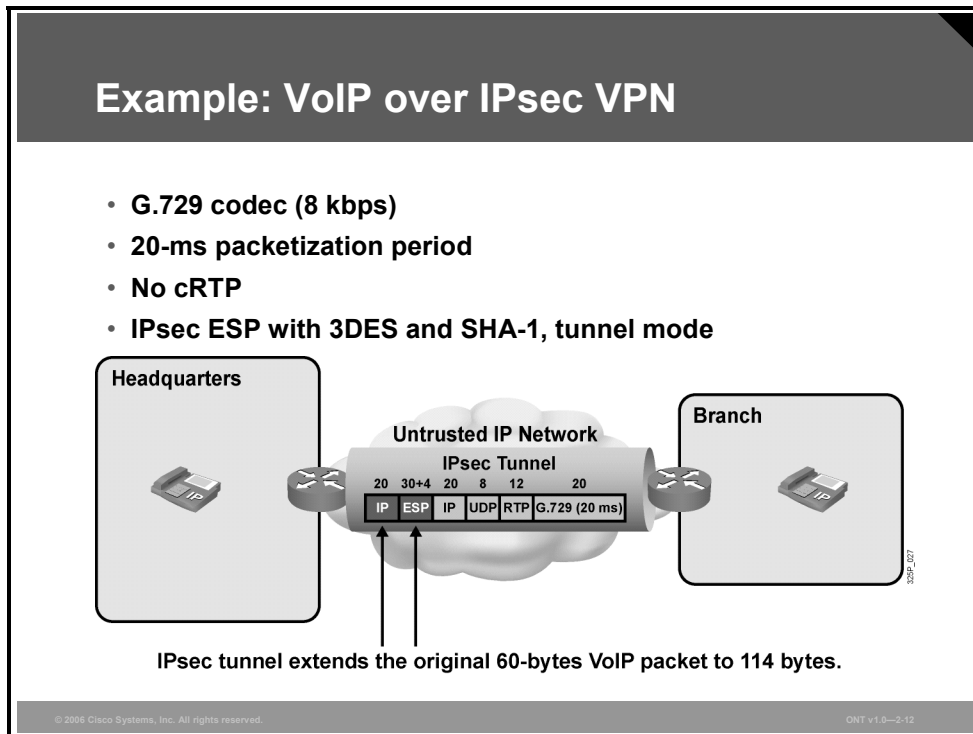 Example: VoIP over IPsec VPN
• G.729 codec (8 kbps)
• 20-ms packetization period
• No cRTP
• IPsec ESP with 3DES and SHA-1, tunnel mode
Headquarters
IP
Untrusted IP Network
IPsec Tunnel
20 30+4 20 8 12 20
IP ESP IP UDP RTP G.729 (20 ms)
Branch
IP
325P_027
IPsec tunnel extends the original 60-bytes VoIP packet to 114 bytes.
© 2006 Cisco Systems, Inc. All rights reserved. ONT v1.0—2-12